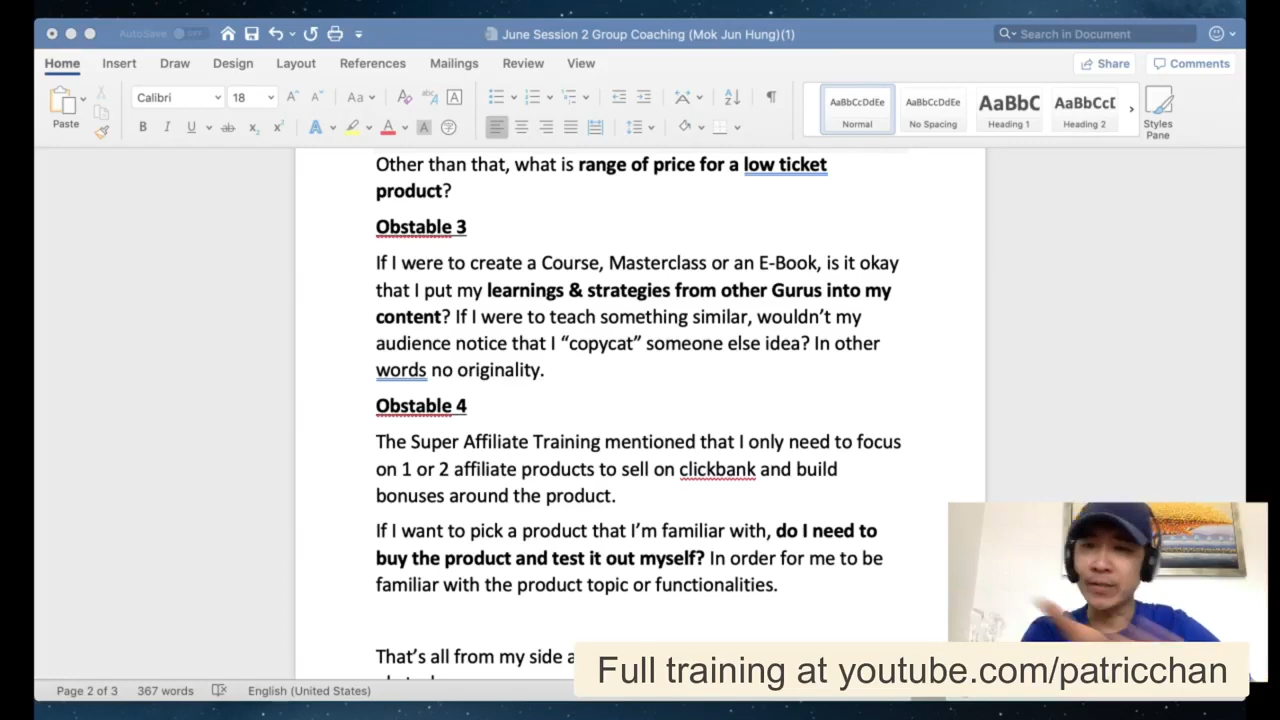 AutoSave OFF
June Session 2 Group Coaching (Mok Jun Hung)(1)
Search in Document
Home Insert Draw Design Layout References Mailings Review View
Share Comments
Paste
Calibri 18
AaBbCcDdEe AaBbCcDdEe AaBbC AaBbCcD
Normal No Spacing Heading 1 Heading 2
Styles
Pane
Other than that, what is range of price for a low ticket
product?
Obstable 3
If I were to create a Course, Masterclass or an E-Book, is it okay
that I put my learnings & strategies from other Gurus into my
content? If I were to teach something similar, wouldn’t my
audience notice that I “copycat” someone else idea? In other
words no originality.
Obstable 4
The Super Affiliate Training mentioned that I only need to focus
on 1 or 2 affiliate products to sell on clickbank and build
bonuses around the product.
If I want to pick a product that I’m familiar with, do I need to
buy the product and test it out myself? In order for me to be
familiar with the product topic or functionalities.
That’s all from my side a
Full training at youtube.com/patricchan
Page 2 of 3 367 words English (United States)